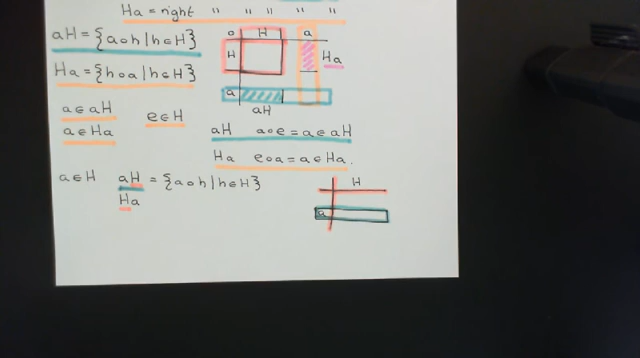 Ha = right " " " " "
aH = {a∘h | h∈H}
∘ H a
H Ha
Ha = {h∘a | h∈H}
a
aH
a∈aH
e∈H
a∈Ha
aH a∘e = a ∈ aH
Ha e∘a = a ∈ Ha.
a∈H aH = {a∘h | h∈H}
Ha
H
a